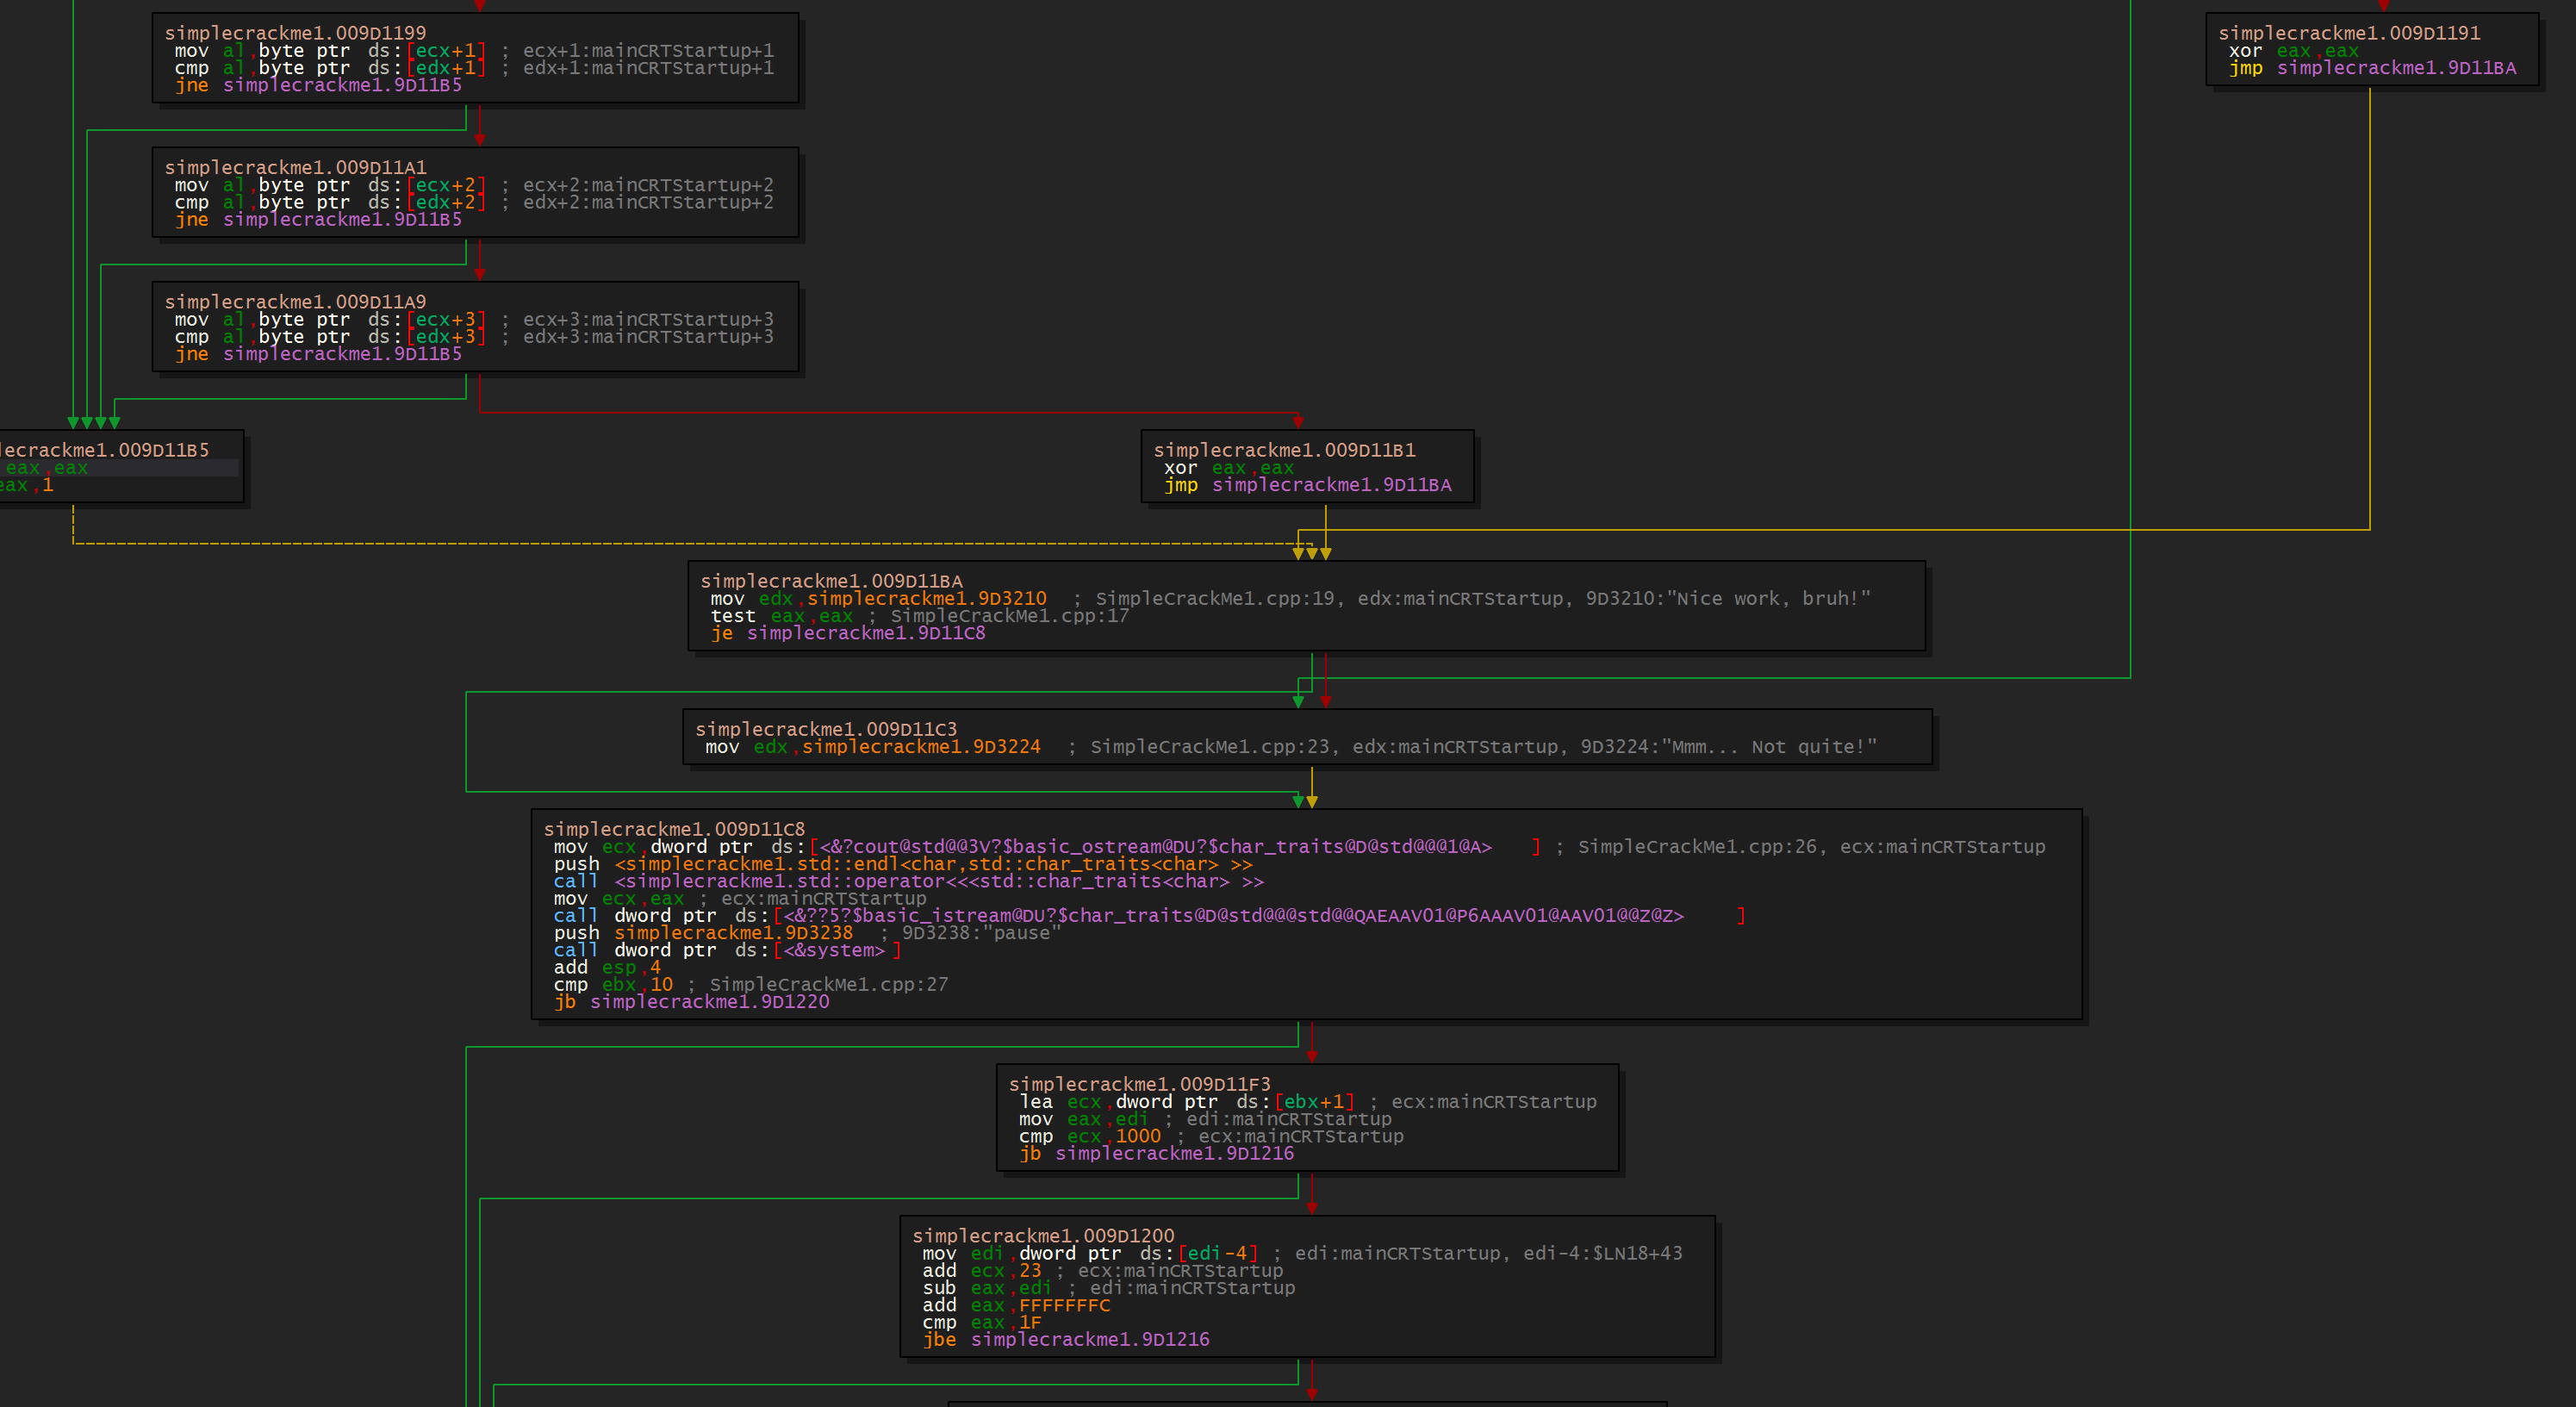 simplecrackme1.009D1199
mov al,byte ptr ds:[ecx+1] ; ecx+1:mainCRTStartup+1
cmp al,byte ptr ds:[edx+1] ; edx+1:mainCRTStartup+1
jne simplecrackme1.9D11B5
simplecrackme1.009D1191
xor eax,eax
jmp simplecrackme1.9D11BA
simplecrackme1.009D11A1
mov al,byte ptr ds:[ecx+2] ; ecx+2:mainCRTStartup+2
cmp al,byte ptr ds:[edx+2] ; edx+2:mainCRTStartup+2
jne simplecrackme1.9D11B5
simplecrackme1.009D11A9
mov al,byte ptr ds:[ecx+3] ; ecx+3:mainCRTStartup+3
cmp al,byte ptr ds:[edx+3] ; edx+3:mainCRTStartup+3
jne simplecrackme1.9D11B5
lecrackme1.009D11B5
eax,eax
eax,1
simplecrackme1.009D11B1
xor eax,eax
jmp simplecrackme1.9D11BA
simplecrackme1.009D11BA
mov edx,simplecrackme1.9D3210 ; SimpleCrackMe1.cpp:19, edx:mainCRTStartup, 9D3210:"Nice work, bruh!"
test eax,eax ; SimpleCrackMe1.cpp:17
je simplecrackme1.9D11C8
simplecrackme1.009D11C3
mov edx,simplecrackme1.9D3224 ; SimpleCrackMe1.cpp:23, edx:mainCRTStartup, 9D3224:"Mmm... Not quite!"
simplecrackme1.009D11C8
mov ecx,dword ptr ds:[<&?cout@std@@3V?$basic_ostream@DU?$char_traits@D@std@@@1@A>] ; SimpleCrackMe1.cpp:26, ecx:mainCRTStartup
push <simplecrackme1.std::endl<char,std::char_traits<char> >>
call <simplecrackme1.std::operator<<<std::char_traits<char> >>
mov ecx,eax ; ecx:mainCRTStartup
call dword ptr ds:[<&??5?$basic_istream@DU?$char_traits@D@std@@@std@@QAEAAV01@P6AAAV01@AAV01@@Z@Z>]
push simplecrackme1.9D3238 ; 9D3238:"pause"
call dword ptr ds:[<&system>]
add esp,4
cmp ebx,10 ; SimpleCrackMe1.cpp:27
jb simplecrackme1.9D1220
simplecrackme1.009D11F3
lea ecx,dword ptr ds:[ebx+1] ; ecx:mainCRTStartup
mov eax,edi ; edi:mainCRTStartup
cmp ecx,1000 ; ecx:mainCRTStartup
jb simplecrackme1.9D1216
simplecrackme1.009D1200
mov edi,dword ptr ds:[edi-4] ; edi:mainCRTStartup, edi-4:$LN18+43
add ecx,23 ; ecx:mainCRTStartup
sub eax,edi ; edi:mainCRTStartup
add eax,FFFFFFFC
cmp eax,1F
jbe simplecrackme1.9D1216